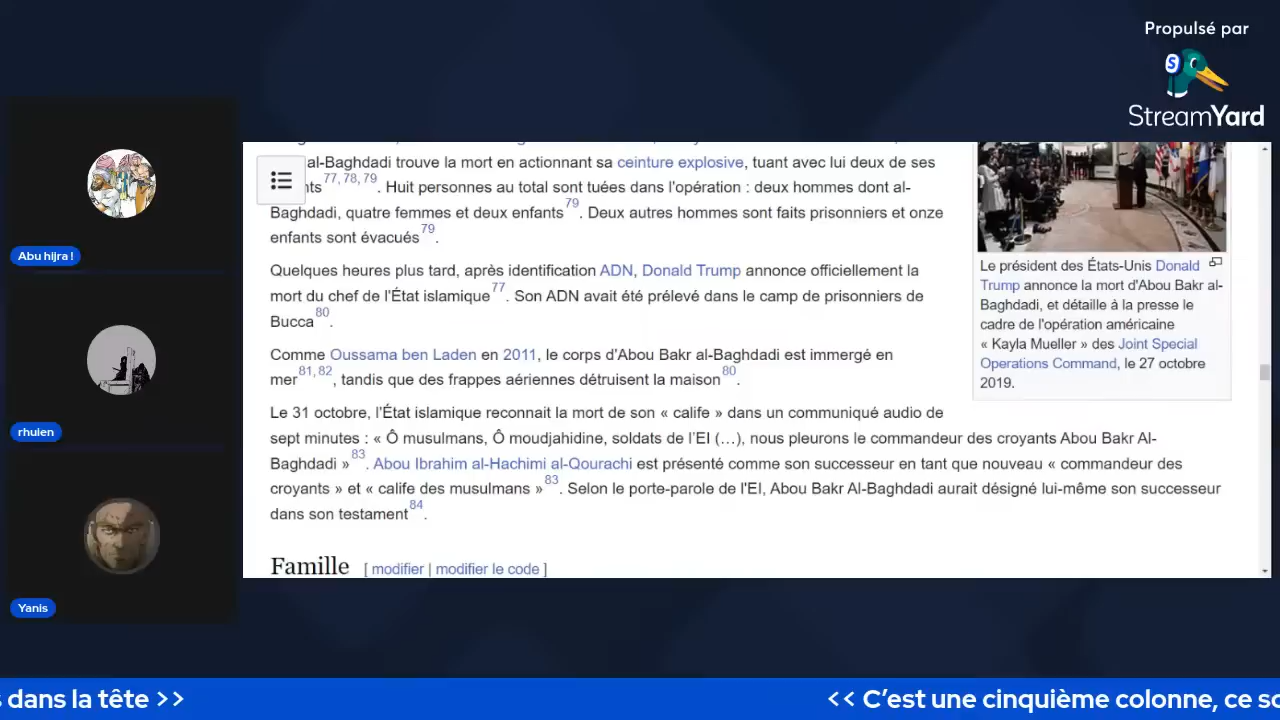 Propulsé par
StreamYard
al-Baghdadi trouve la mort en actionnant sa ceinture explosive, tuant avec lui deux de ses
nts 77, 78, 79. Huit personnes au total sont tuées dans l'opération : deux hommes dont al-
Baghdadi, quatre femmes et deux enfants 79. Deux autres hommes sont faits prisonniers et onze
enfants sont évacués 79.
Quelques heures plus tard, après identification ADN, Donald Trump annonce officiellement la
mort du chef de l'État islamique 77. Son ADN avait été prélevé dans le camp de prisonniers de
Bucca 80.
Comme Oussama ben Laden en 2011, le corps d'Abou Bakr al-Baghdadi est immergé en
mer 81, 82, tandis que des frappes aériennes détruisent la maison 80.
Le 31 octobre, l'État islamique reconnait la mort de son « calife » dans un communiqué audio de
sept minutes : « Ô musulmans, Ô moudjahidine, soldats de l'EI (…), nous pleurons le commandeur des croyants Abou Bakr Al-
Baghdadi » 83. Abou Ibrahim al-Hachimi al-Qourachi est présenté comme son successeur en tant que nouveau « commandeur des
croyants » et « calife des musulmans » 83. Selon le porte-parole de l'EI, Abou Bakr Al-Baghdadi aurait désigné lui-même son successeur
dans son testament 84.
Famille [ modifier | modifier le code ]
Le président des États-Unis Donald
Trump annonce la mort d'Abou Bakr al-
Baghdadi, et détaille à la presse le
cadre de l'opération américaine
« Kayla Mueller » des Joint Special
Operations Command, le 27 octobre
2019.
Abu hijra !
rhulen
Yanis
dans la tête >>
<< C'est une cinquième colonne, ce so